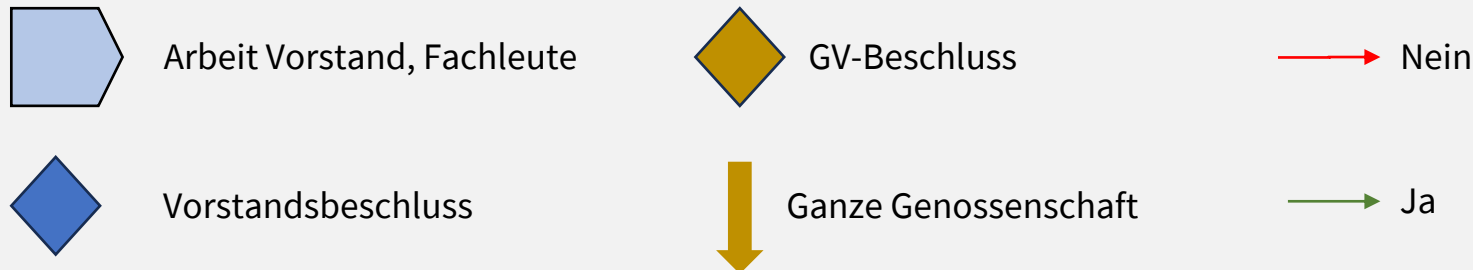 Arbeit Vorstand, Fachleute
GV-Beschluss
Nein
Vorstandsbeschluss
Ganze Genossenschaft
Ja